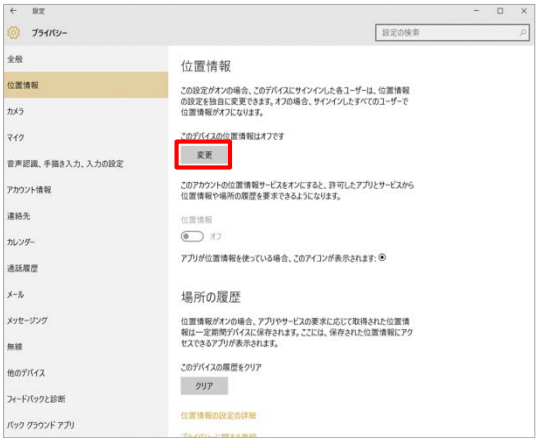 設定
プライバシー
設定の検索
全般
位置情報
カメラ
マイク
音声認識、手描き入力、入力の設定
アカウント情報
連絡先
カレンダー
通話履歴
メール
メッセージング
無線
他のデバイス
フィードバックと診断
バック グラウンド アプリ
位置情報
この設定がオンの場合、このデバイスにサインインした各ユーザーは、位置情報
の設定を独自に変更できます。オフの場合、サインインしたすべてのユーザーで
位置情報がオフになります。
このデバイスの位置情報はオフです
変更
このアカウントの位置情報サービスをオンにすると、許可したアプリとサービスから
位置情報や場所の履歴を要求できるようになります。
位置情報
オフ
アプリが位置情報を使っている場合、このアイコンが表示されます:
場所の履歴
位置情報がオンの場合、アプリやサービスの要求に応じて取得された位置情
報は一定期間デバイスに保存されます。ここには、保存された位置情報にアク
セスできるアプリが表示されます。
このデバイスの履歴をクリア
クリア
位置情報の設定の詳細